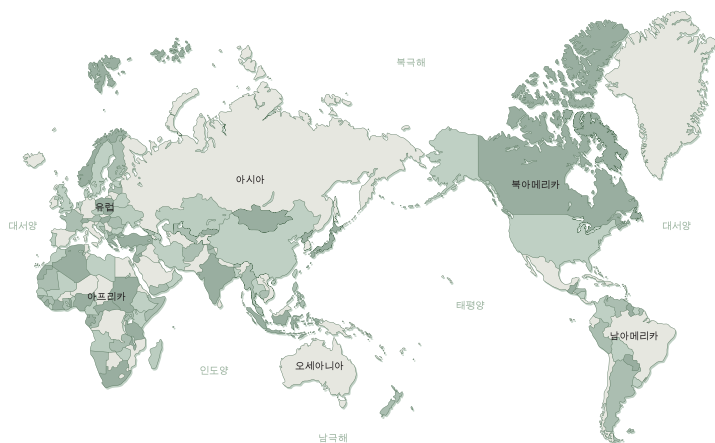 북극해
아시아
북아메리카
유럽
대서양
대서양
아프리카
태평양
남아메리카
인도양
오세아니아
남극해